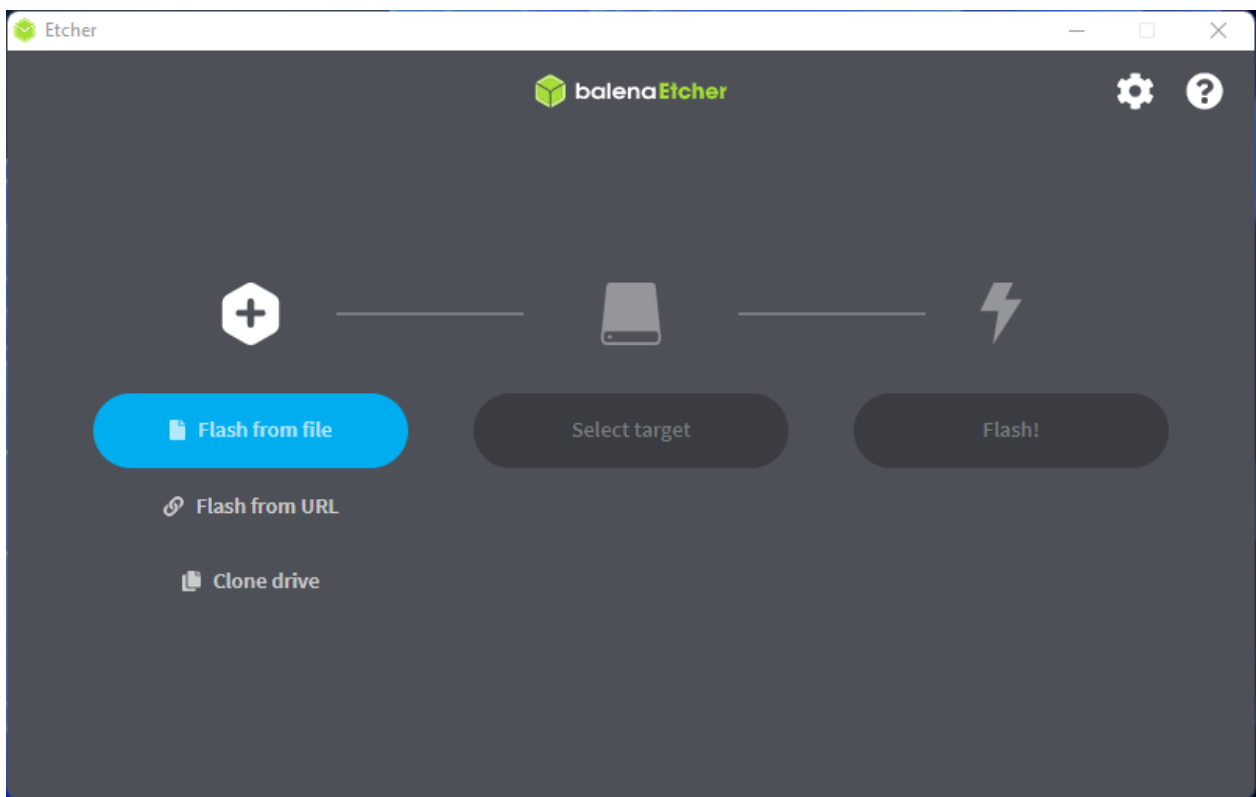 Etcher
balenaEtcher
Flash from file
Select target
Flash!
Flash from URL
Clone drive